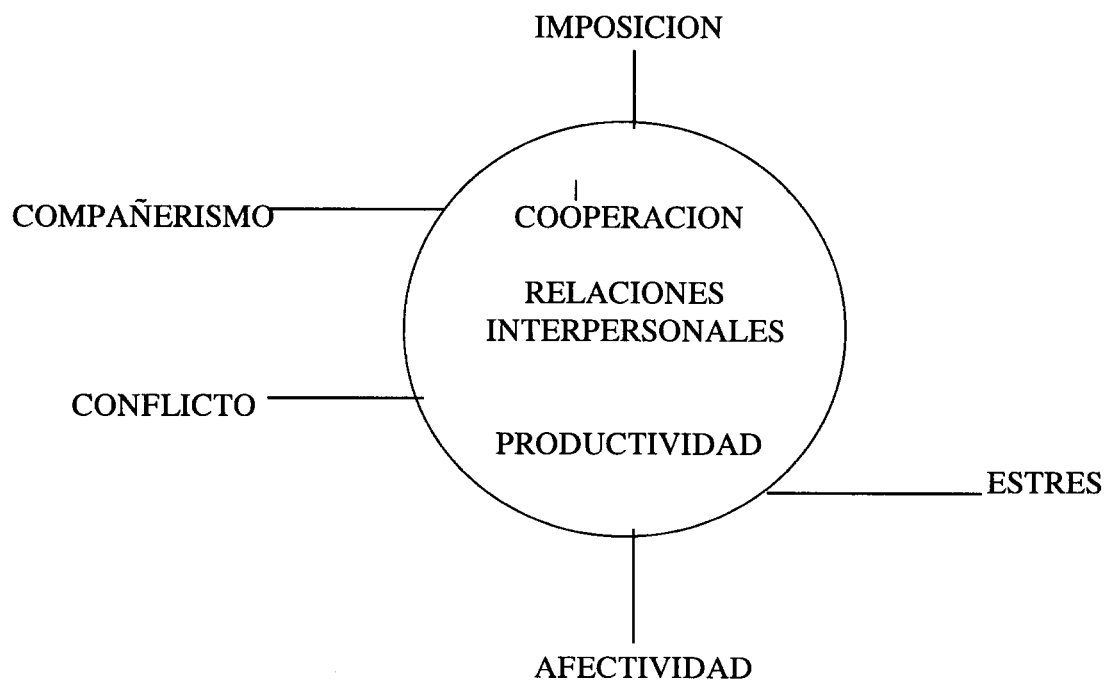 IMPOSICION
COMPAÑERISMO
COOPERACION
RELACIONES
INTERPERSONALES
CONFLICTO
PRODUCTIVIDAD
ESTRES
AFECTIVIDAD